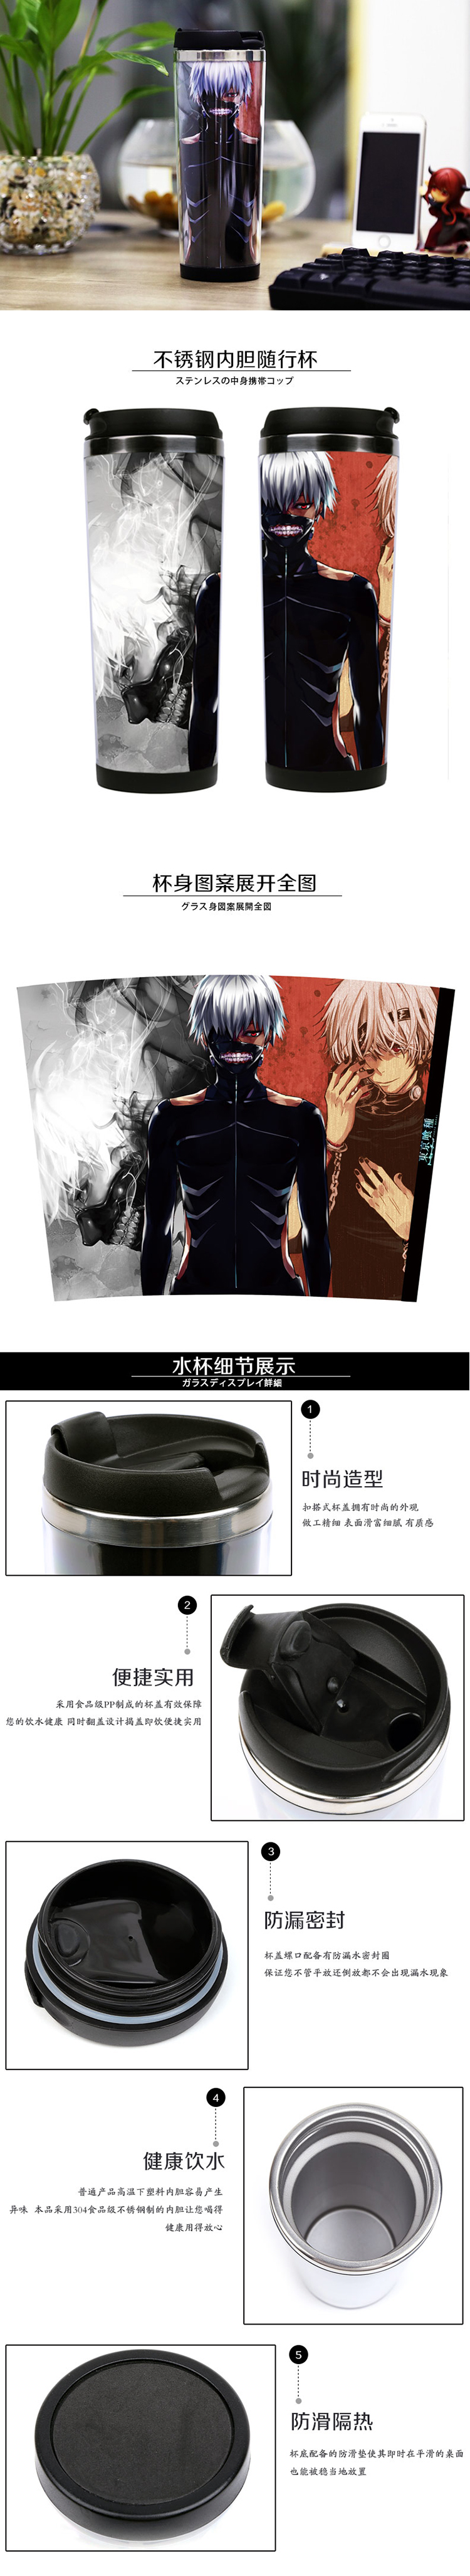 不锈钢内胆随行杯
ステンレスの中身携帯コップ
杯身图案展开全图
グラス身図案展開全図
東京喰種
水杯细节展示
ガラスディスプレイ詳細
1
时尚造型
扣搭式杯盖拥有时尚的外观
做工精细 表面滑富细腻 有质感
2
便捷实用
采用食品级PP制成的杯盖有效保障
您的饮水健康 同时翻盖设计揭盖即饮便捷实用
3
防漏密封
杯盖螺口配备有防漏水密封圈
保证您不管平放还倒放都不会出现漏水现象
4
健康饮水
普通产品高温下塑料内胆容易产生
异味 本品采用304食品级不锈钢制的内胆让您喝得
健康用得放心
5
防滑隔热
杯底配备的防滑垫使其即时在平滑的桌面
也能被稳当地放置